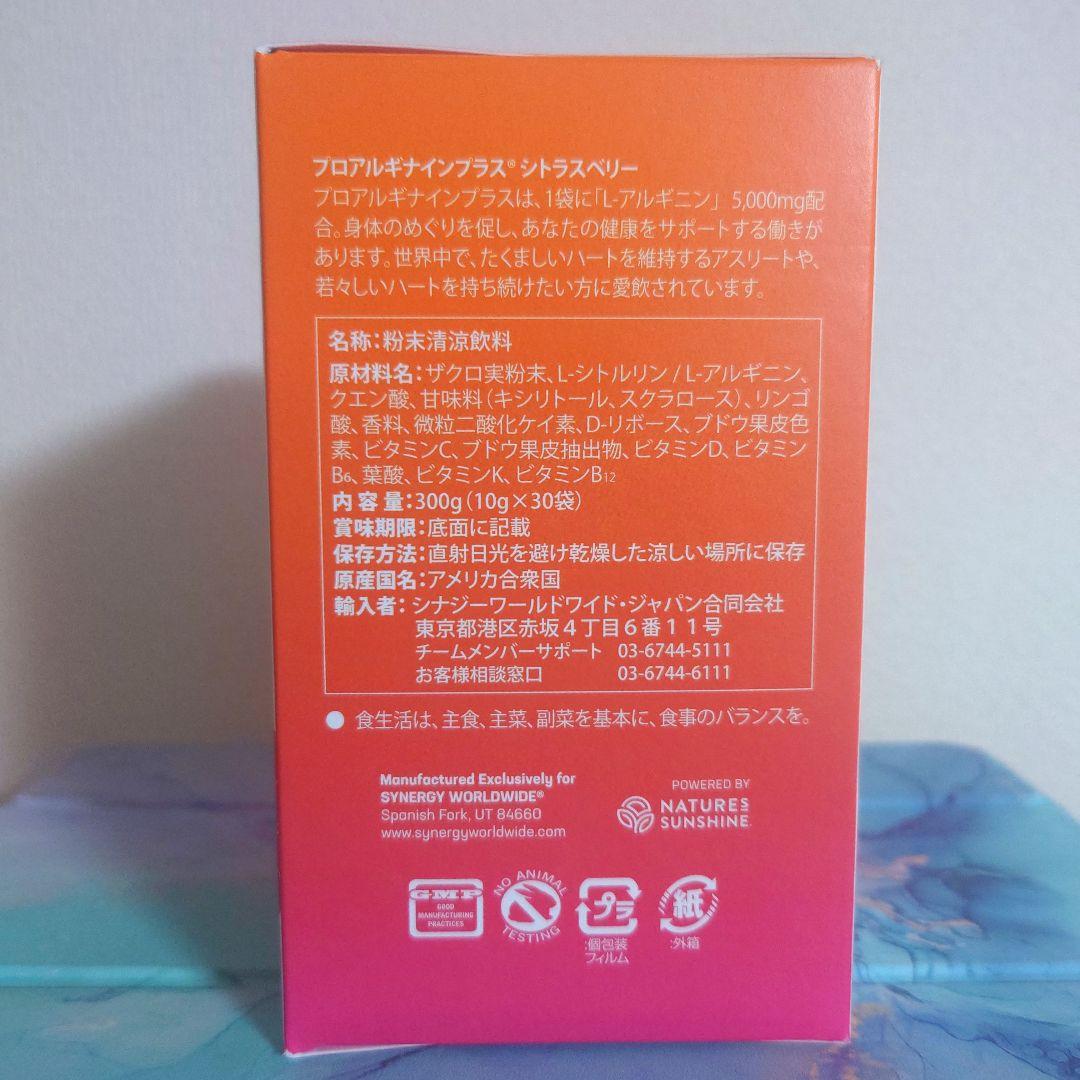 プロアルギナインプラス® シトラスベリー
プロアルギナインプラスは、1袋に「L-アルギニン」 5,000mg配
合。身体のめぐりを促し、あなたの健康をサポートする働きが
あります。世界中で、たくましいハートを維持するアスリートや、
若々しいハートを持ち続けたい方に愛飲されています。
名称：粉末清涼飲料
原材料名：ザクロ実粉末、L-シトルリン / L-アルギニン、
クエン酸、甘味料（キシリトール、スクラロース）、リンゴ
酸、香料、微粒二酸化ケイ素、D-リボース、ブドウ果皮色
素、ビタミンC、ブドウ果皮抽出物、ビタミンD、ビタミン
B₆、葉酸、ビタミンK、ビタミンB₁₂
内 容 量：300g（10g×30袋）
賞味期限：底面に記載
保存方法：直射日光を避け乾燥した涼しい場所に保存
原産国名：アメリカ合衆国
輸入者：シナジーワールドワイド・ジャパン合同会社
東京都港区赤坂４丁目６番１１号
チームメンバーサポート 03-6744-5111
お客様相談窓口 03-6744-6111
● 食生活は、主食、主菜、副菜を基本に、食事のバランスを。
Manufactured Exclusively for
SYNERGY WORLDWIDE®
Spanish Fork, UT 84660
www.synergyworldwide.com
POWERED BY
NATURE'S
SUNSHINE
GMP
GOOD
MANUFACTURING
PRACTICES
NO ANIMAL
TESTING
プラ
:個包装
フィルム
紙
:外箱